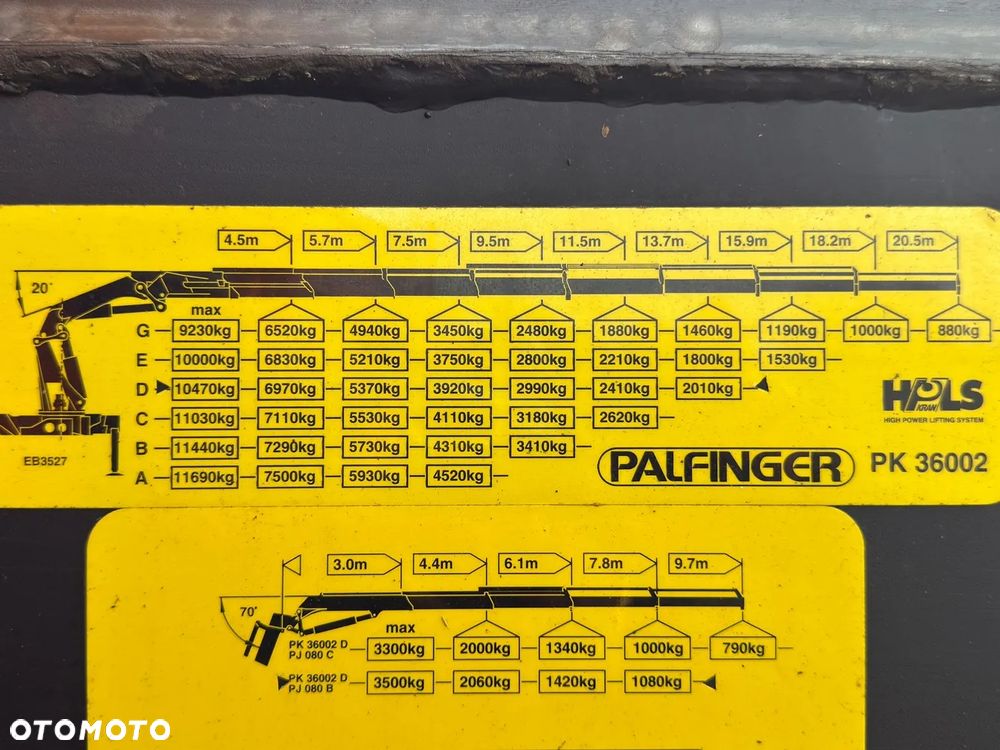 4.5m 5.7m 7.5m 9.5m 11.5m 13.7m 15.9m 18.2m 20.5m
20°
max
G 9230kg 6520kg 4940kg 3450kg 2480kg 1880kg 1460kg 1190kg 1000kg 880kg
E 10000kg 6830kg 5210kg 3750kg 2800kg 2210kg 1800kg 1530kg
D 10470kg 6970kg 5370kg 3920kg 2990kg 2410kg 2010kg
C 11030kg 7110kg 5530kg 4110kg 3180kg 2620kg
B 11440kg 7290kg 5730kg 4310kg 3410kg
A 11690kg 7500kg 5930kg 4520kg
EB3527
HPLS
KRAN
HIGH POWER LIFTING SYSTEM
PALFINGER PK 36002
3.0m 4.4m 6.1m 7.8m 9.7m
70°
max
PK 36002 D
PJ 080 C
3300kg 2000kg 1340kg 1000kg 790kg
PK 36002 D
PJ 080 B
3500kg 2060kg 1420kg 1080kg
OTOMOTO